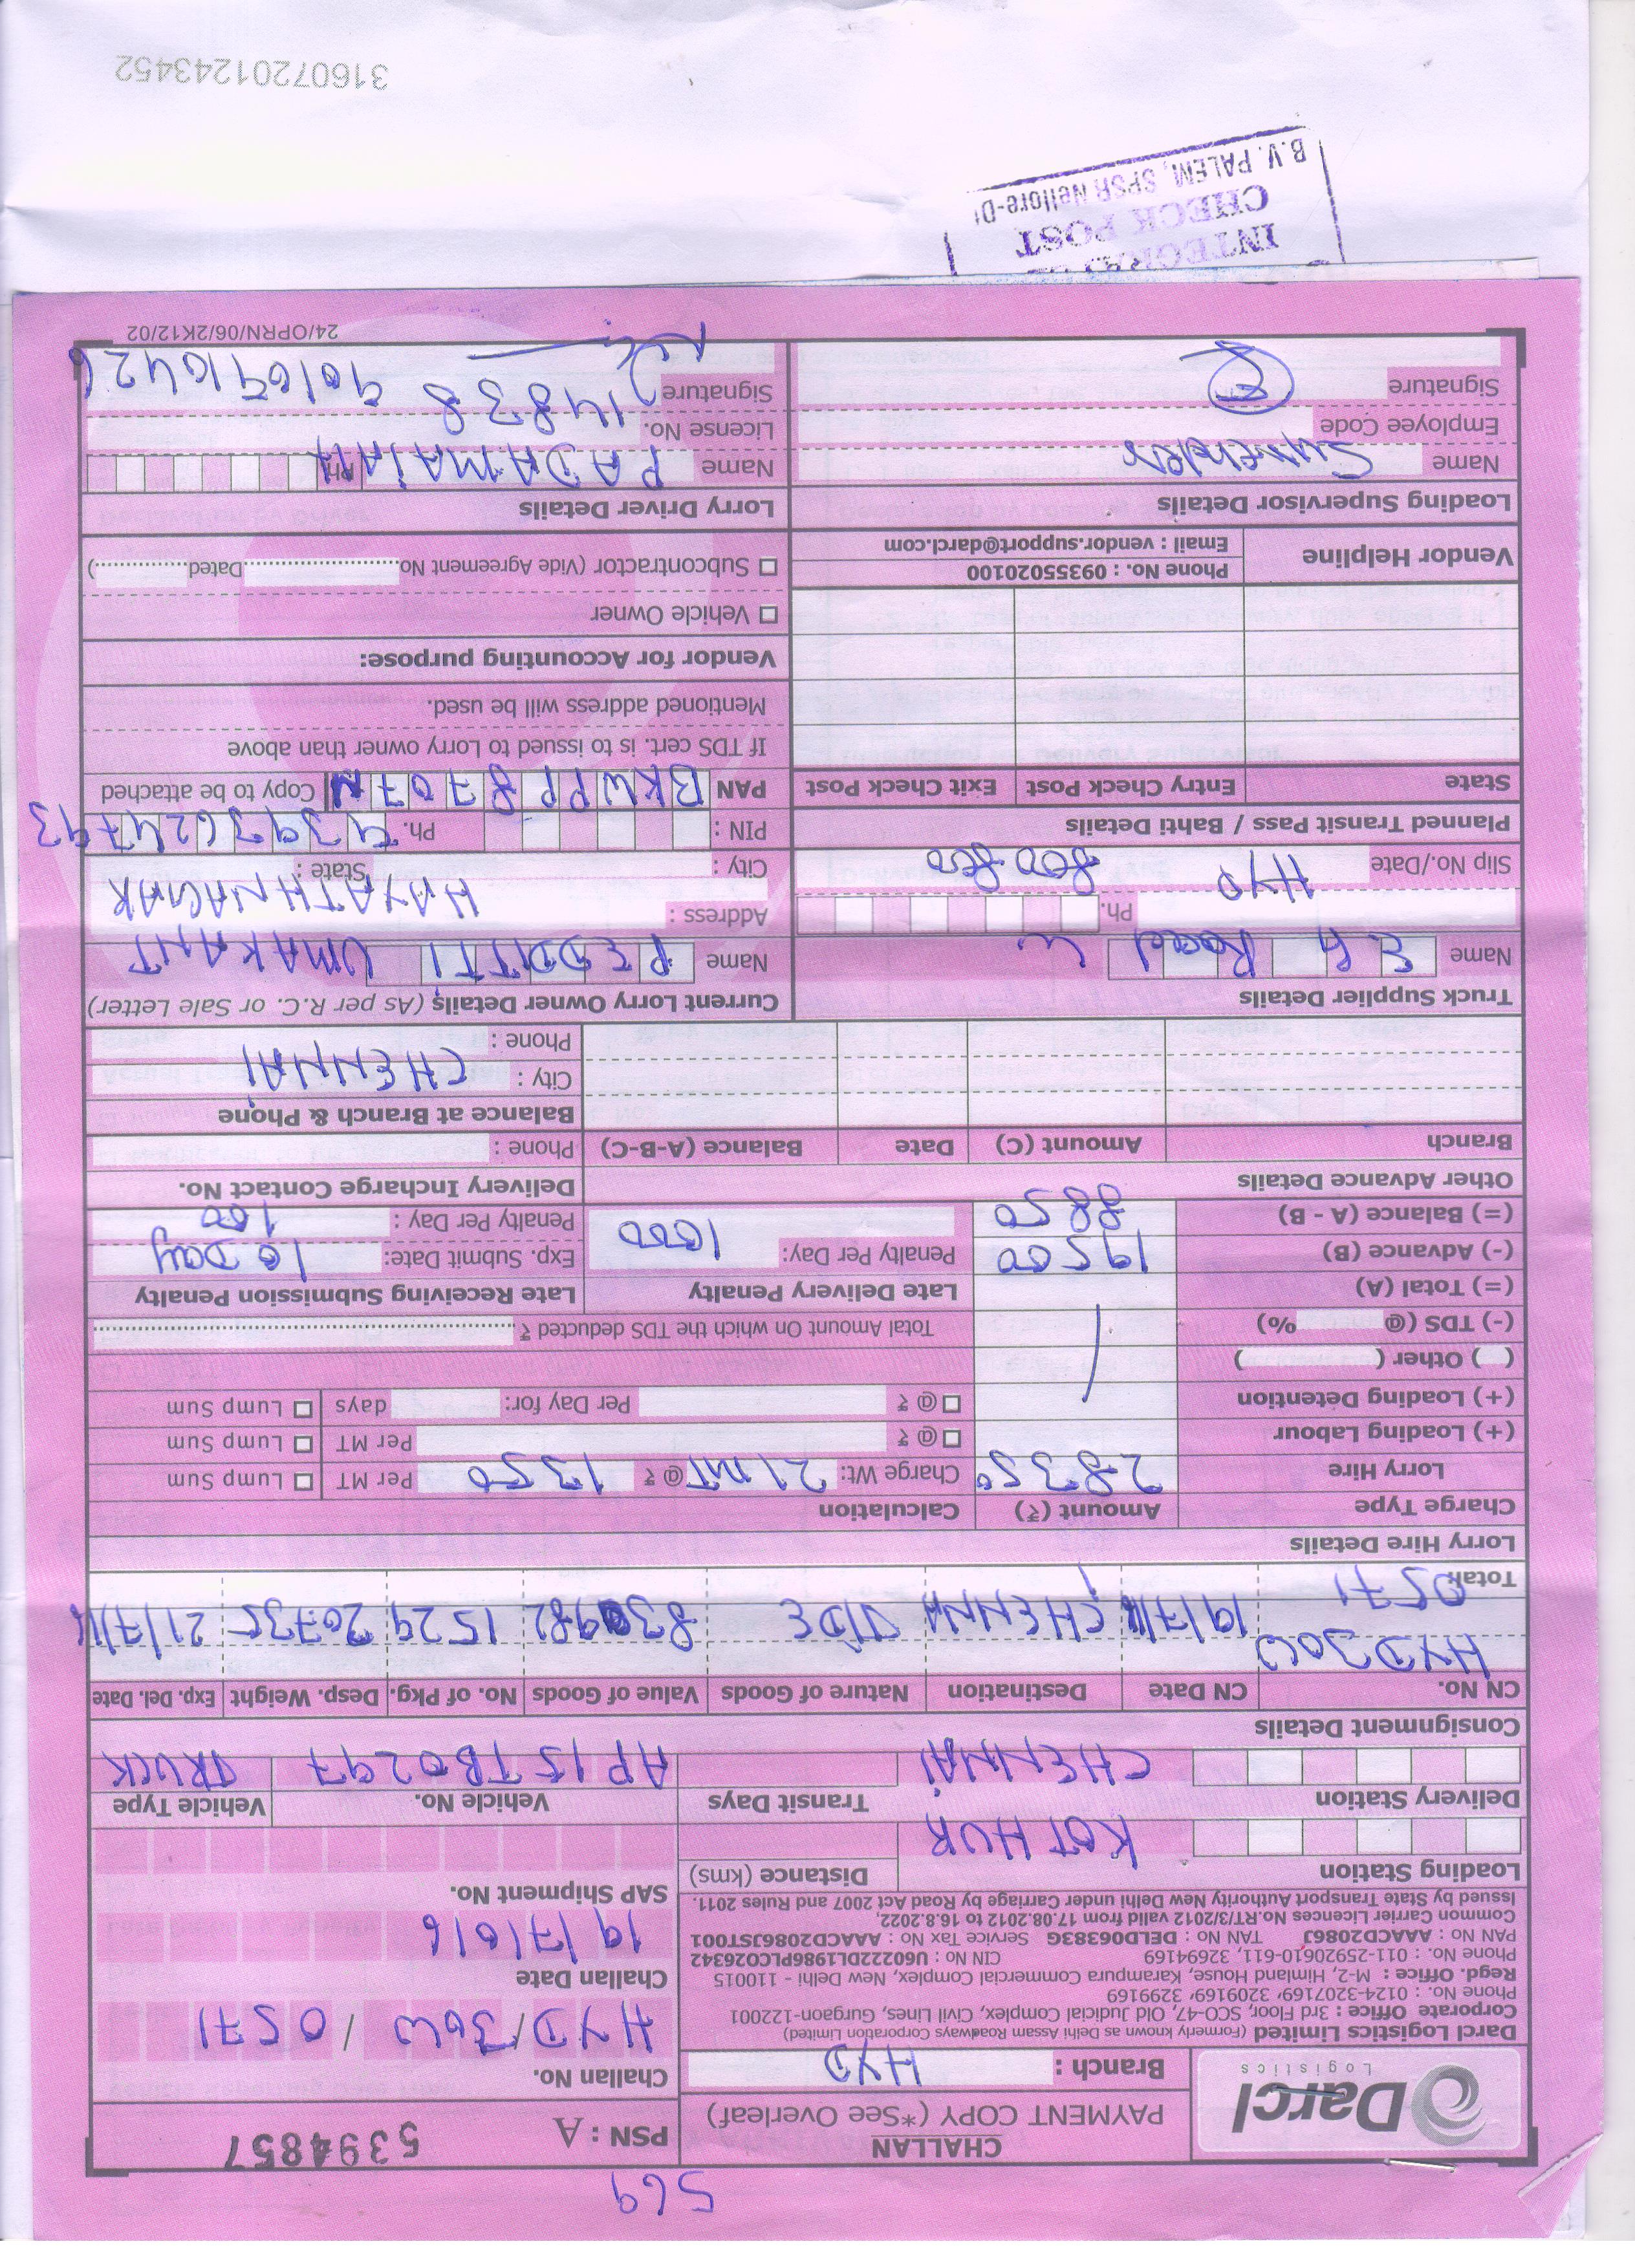 569
Darcl
Logistics
CHALLAN
PAYMENT COPY (*See Overleaf)
Branch : HYD
PSN : A 5394857
Challan No.
HYD/30W/0571
Darcl Logistics Limited (Formerly known as Delhi Assam Roadways Corporation Limited)
Corporate Office : 3rd Floor, SCO-47, Old Judicial Complex, Civil Lines, Gurgaon-122001
Phone No. : 0124-3207169, 3209169, 3299169
Regd. Office : M-2, Himland House, Karampura Commercial Complex, New Delhi - 110015
Phone No. : 011-25920610-611, 32694169 CIN No : U60222DL1986PLCO26342
PAN No : AAACD2086J TAN No : DELD06383G Service Tax No : AAACD2086JST001
Common Carrier Licences No.RT/3/2012 valid from 17.08.2012 to 16.8.2022,
Issued by State Transport Authority New Delhi under Carriage by Road Act 2007 and Rules 2011.
Challan Date
19/7/016
SAP Shipment No.
Loading Station KOTHUR Distance (kms)
Delivery Station CHENNAI Transit Days
Vehicle No. Vehicle Type
AP15TB0297 TRUCK
Consignment Details
CN No. CN Date Destination Nature of Goods Value of Goods No. of Pkg. Desp. Weight Exp. Del. Date
HYD30W 0571 19/7/16 CHENNAI 830982 1529 20735 21/7/16
Total:
Lorry Hire Details
Charge Type Amount (₹) Calculation
Lorry Hire 28350 Charge Wt: 21MT @ ₹ 1350 Per MT Lump Sum
(+) Loading Labour @ ₹ Per MT Lump Sum
(+) Loading Detention @ ₹ Per Day for: days Lump Sum
( ) Other ( )
(-) TDS (@ %) Total Amount On which the TDS deducted ₹
(=) Total (A) Late Delivery Penalty Late Receiving Submission Penalty
(-) Advance (B) 19500 Penalty Per Day: 1000 Exp. Submit Date: 10 Day
(=) Balance (A - B) 8850 Penalty Per Day : 100
Other Advance Details Delivery Incharge Contact No.
Branch Amount (C) Date Balance (A-B-C) Phone :
Balance at Branch & Phone
City : CHENNAI
Phone :
Truck Supplier Details
Name Road
Ph.
Slip No./Date HYD 800 800
Current Lorry Owner Details (As per R.C. or Sale Letter)
Name PEDITTI UMAKANT
Address : HAYATHNAGAR
City : State :
PIN : Ph. 9393624793
PAN BKWPP8707N Copy to be attached
If TDS cert. is to issued to Lorry owner than above
Mentioned address will be used.
Planned Transit Pass / Bahti Details
State Entry Check Post Exit Check Post
Vendor for Accounting purpose:
Vehicle Owner
Subcontractor (Vide Agreement No. Dated )
Vendor Helpline
Phone No. : 09355020100
Email : vendor.support@darcl.com
Loading Supervisor Details
Name Surender
Employee Code
Signature
Lorry Driver Details
Name PADAMAIAH Ph.
License No.
Signature 14838 9010910426
24/OPRN/06/2K12/02
INTEGRATED
CHECK POST
B.V. PALEM, SPSR Nellore-Dt
3160720124 3452